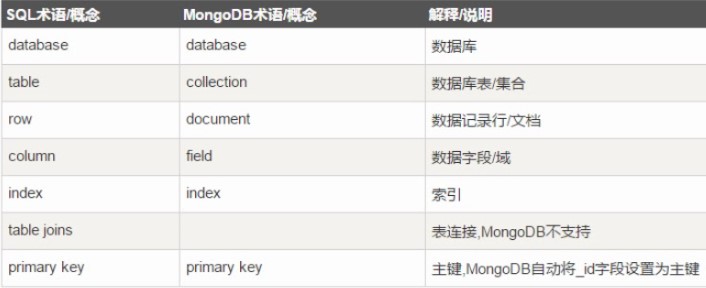 SQL术语/概念 MongoDB术语/概念 解释/说明
database database 数据库
table collection 数据库表/集合
row document 数据记录行/文档
column field 数据字段/域
index index 索引
table joins 表连接,MongoDB不支持
primary key primary key 主键,MongoDB自动将_id字段设置为主键